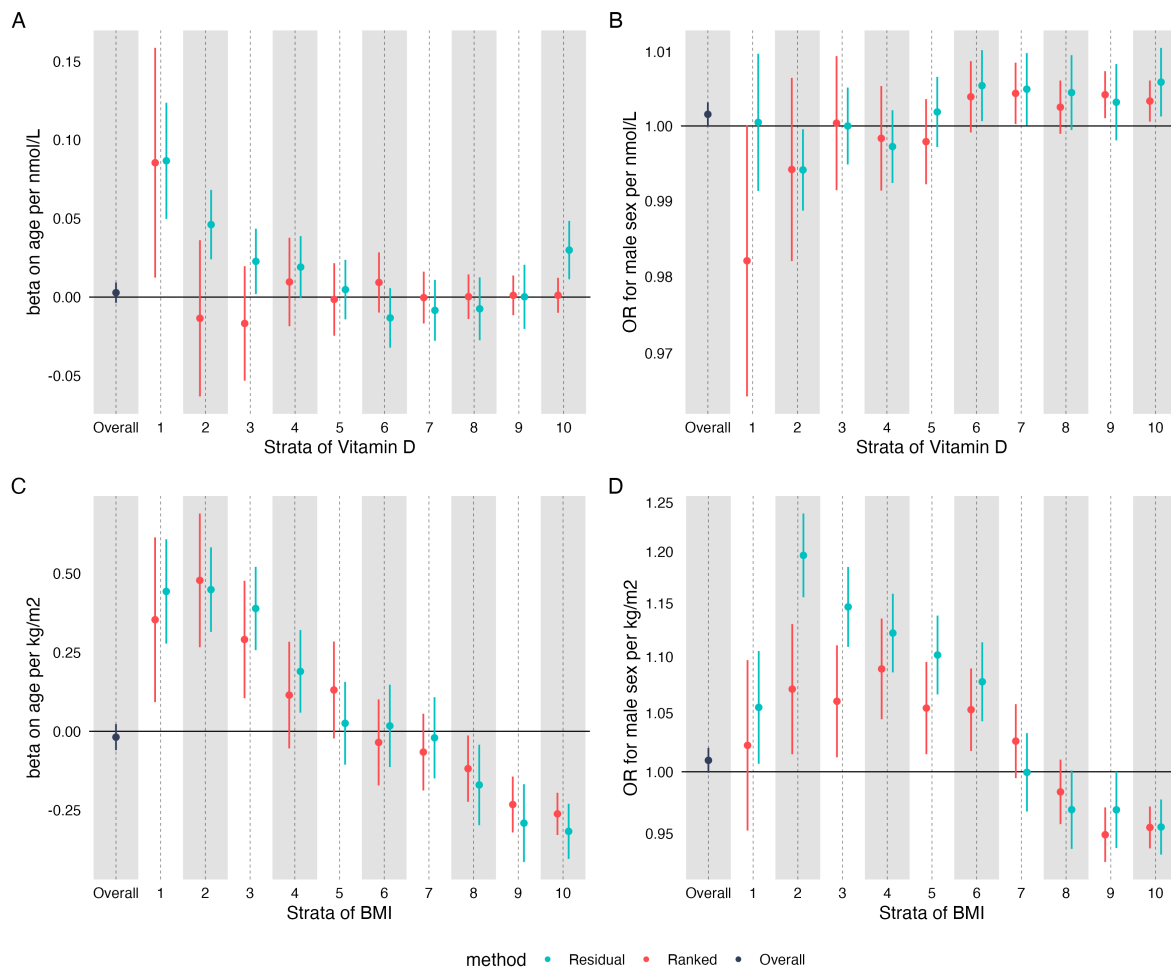 A
beta on age per nmol/L
0.15
0.10
0.05
0.00
-0.05
Overall 1 2 3 4 5 6 7 8 9 10
Strata of Vitamin D
B
OR for male sex per nmol/L
1.01
1.00
0.99
0.98
0.97
Overall 1 2 3 4 5 6 7 8 9 10
Strata of Vitamin D
C
beta on age per kg/m2
0.50
0.25
0.00
-0.25
Overall 1 2 3 4 5 6 7 8 9 10
Strata of BMI
D
OR for male sex per kg/m2
1.25
1.20
1.15
1.10
1.05
1.00
0.95
Overall 1 2 3 4 5 6 7 8 9 10
Strata of BMI
method Residual Ranked Overall